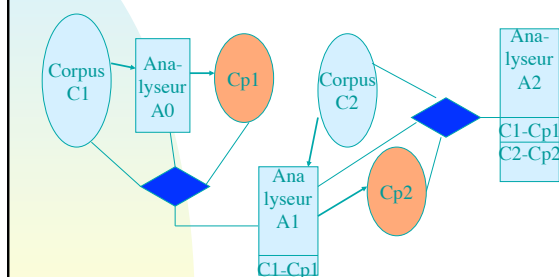 Corpus
C1
Ana-
lyseur
A0
Cp1
Corpus
C2
Ana
lyseur
A1
C1-Cp1
Cp2
Ana-
lyseur
A2
C1-Cp1
C2-Cp2